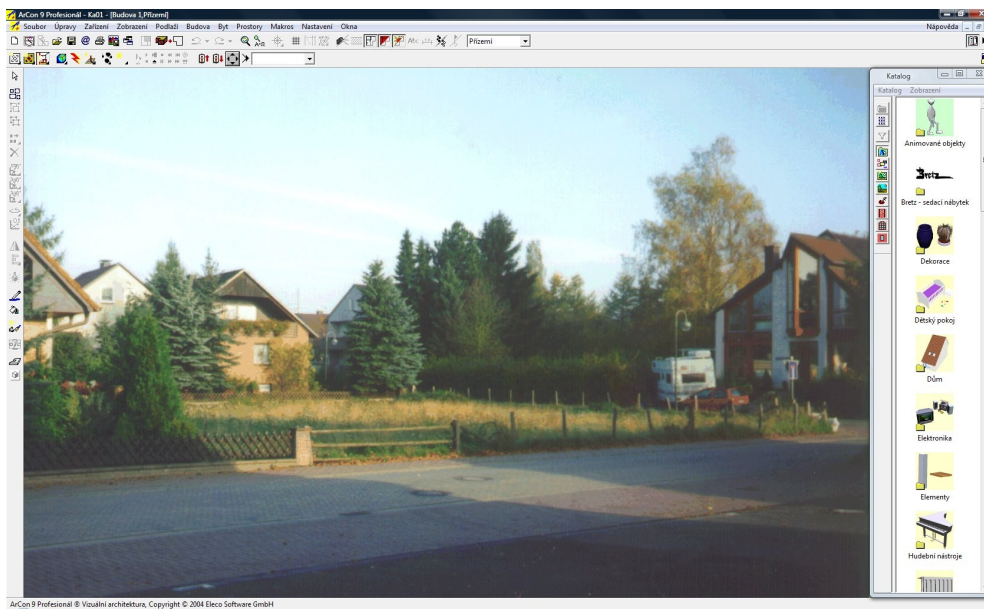 ArCon 9 Profesionál - Ka01 - [Budova 1,Přízemí]
Soubor Úpravy Zařízení Zobrazení Podlaží Budova Byt Prostory Makros Nastavení Okna Nápověda
Přízemí
Katalog
Katalog Zobrazení
Animované objekty
Bretz
Bretz - sedací nábytek
Dekorace
Dětský pokoj
Dům
Elektronika
Elementy
Hudební nástroje
ArCon 9 Profesionál ® Vizuální architektura, Copyright © 2004 Eleco Software GmbH